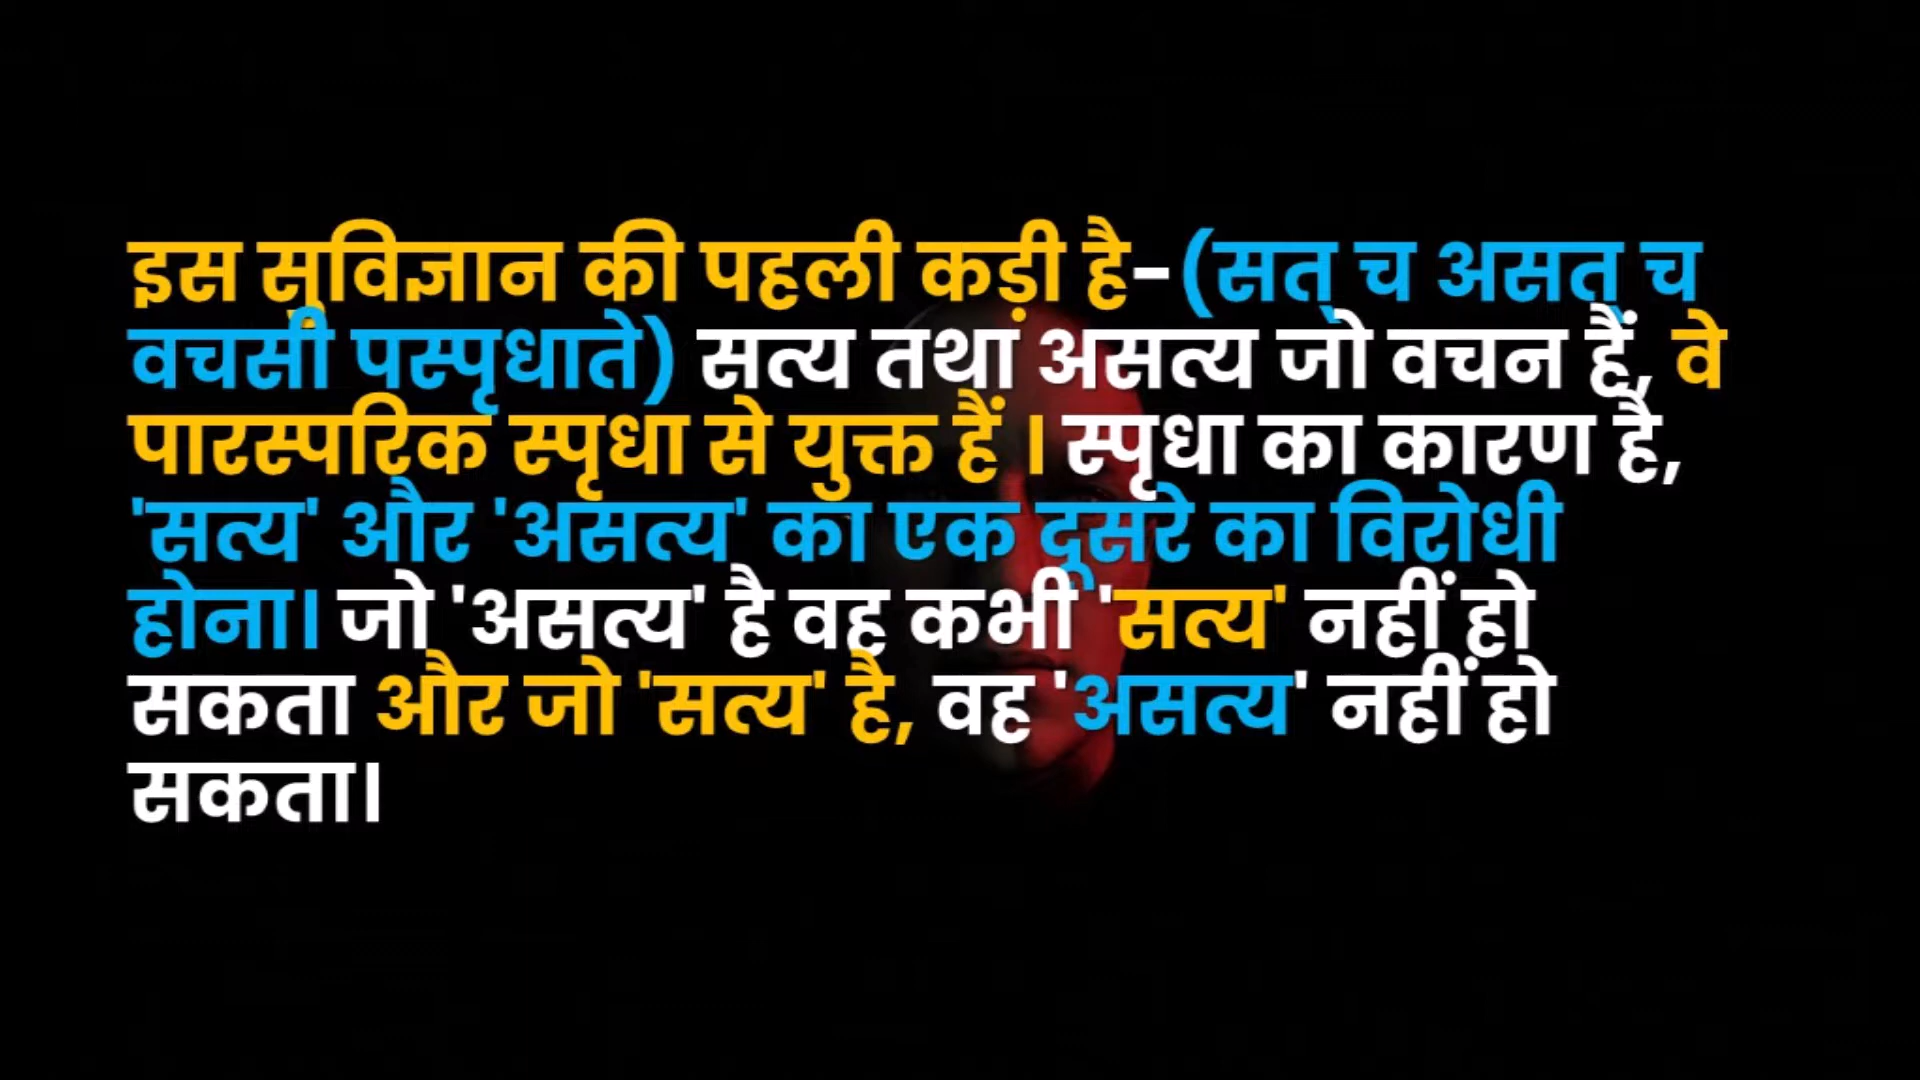 इस सुविज्ञान की पहली कड़ी है-(सत् च असत् च
वचसी पस्पृधाते) सत्य तथा असत्य जो वचन हैं, वे
पारस्परिक स्पृधा से युक्त हैं । स्पृधा का कारण है,
'सत्य' और 'असत्य' का एक दूसरे का विरोधी
होना। जो 'असत्य' है वह कभी 'सत्य' नहीं हो
सकता और जो 'सत्य' है, वह 'असत्य' नहीं हो
सकता।